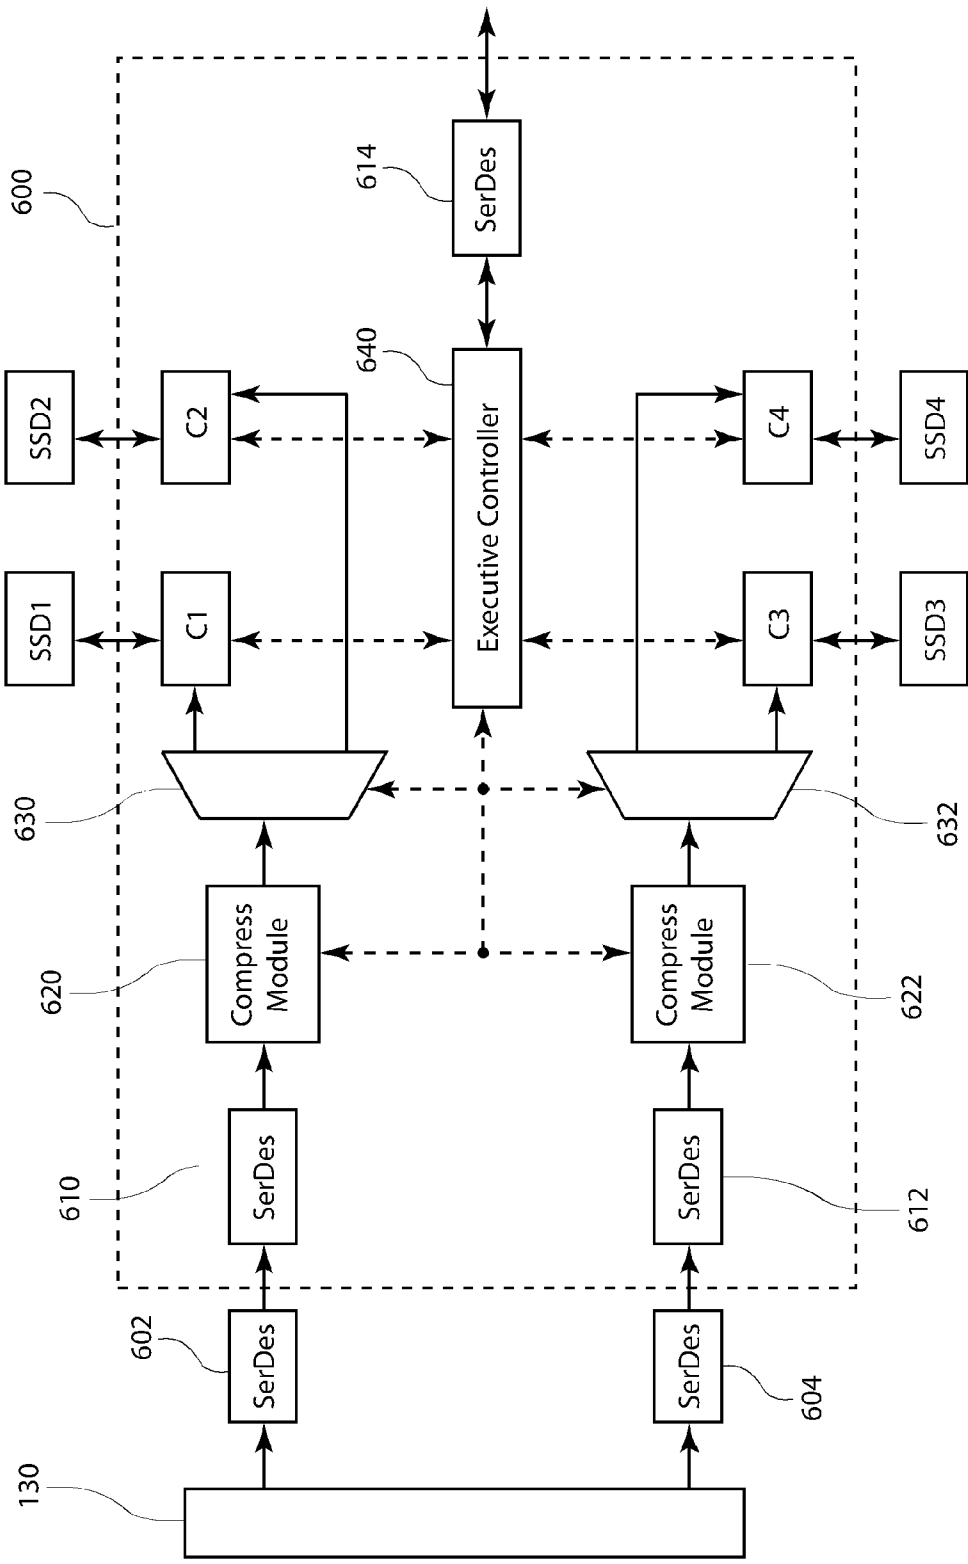 600
SSD1
SSD2
C1
C2
630
620
Compress
Module
610
SerDes
602
SerDes
130
640
Executive Controller
614
SerDes
604
SerDes
612
SerDes
622
Compress
Module
632
C3
C4
SSD3
SSD4